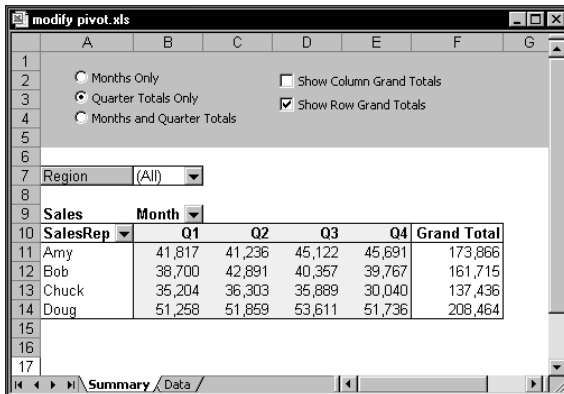 modify pivot.xls
A B C D E F G
1
2 Months Only Show Column Grand Totals
3 Quarter Totals Only Show Row Grand Totals
4 Months and Quarter Totals
5
6
7 Region (All)
8
9 Sales Month
10 SalesRep Q1 Q2 Q3 Q4 Grand Total
11 Amy 41,817 41,236 45,122 45,691 173,866
12 Bob 38,700 42,891 40,357 39,767 161,715
13 Chuck 35,204 36,303 35,889 30,040 137,436
14 Doug 51,258 51,859 53,611 51,736 208,464
15
16
17
Summary Data